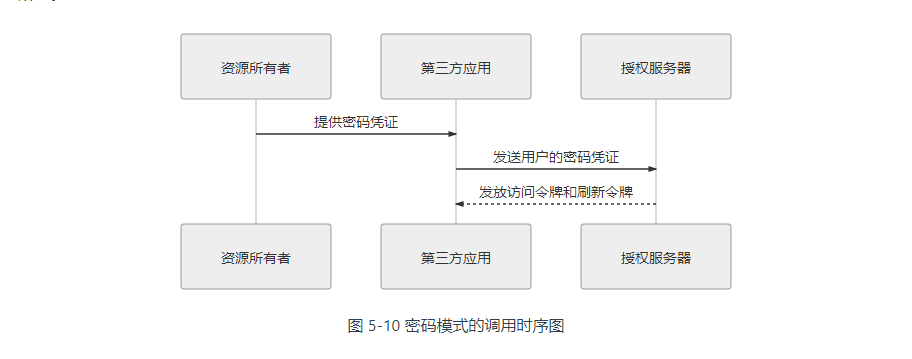 资源所有者
第三方应用
授权服务器
提供密码凭证
发送用户的密码凭证
发放访问令牌和刷新令牌
资源所有者
第三方应用
授权服务器
图 5-10 密码模式的调用时序图